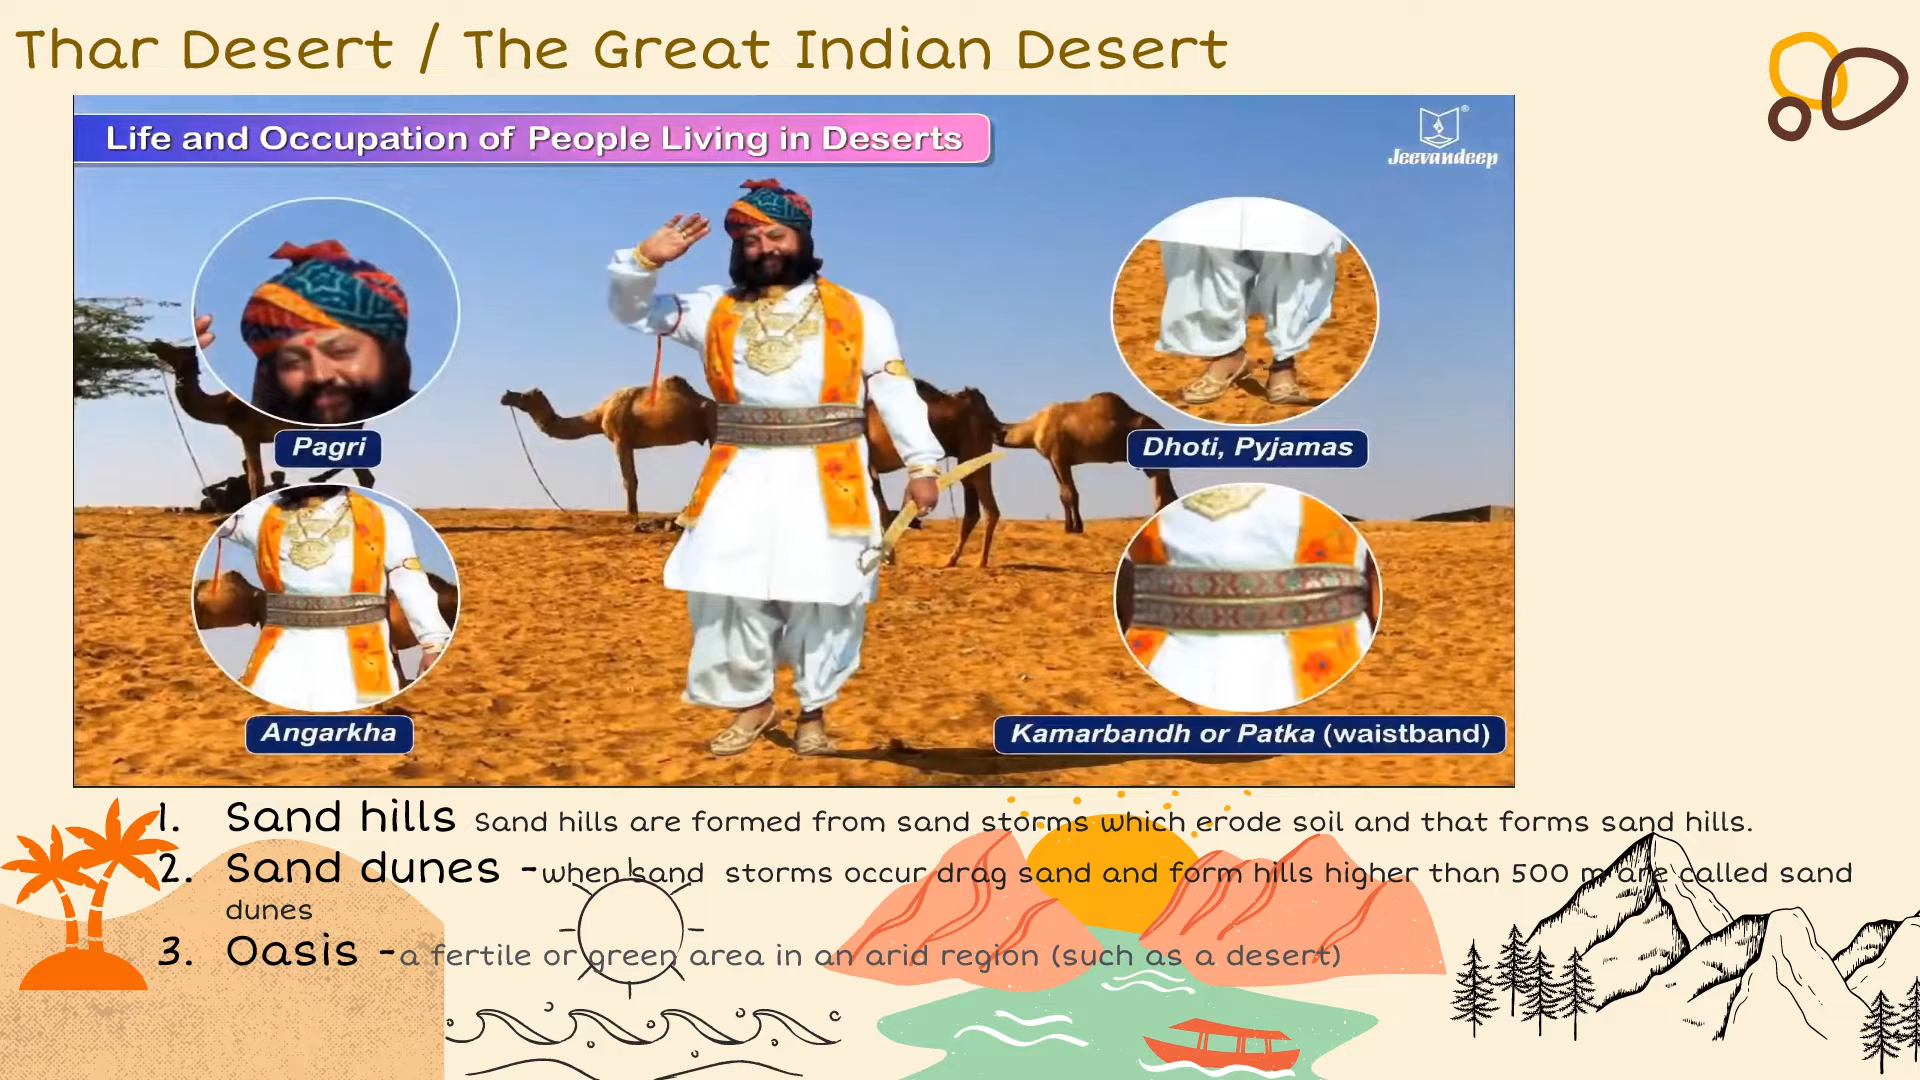 Thar Desert / The Great Indian Desert
Life and Occupation of People Living in Deserts
Jeevandeep
Pagri
Dhoti, Pyjamas
Angarkha
Kamarbandh or Patka (waistband)
1. Sand hills Sand hills are formed from sand storms which erode soil and that forms sand hills.
2. Sand dunes -when sand storms occur drag sand and form hills higher than 500 m are called sand
dunes
3. Oasis -a fertile or green area in an arid region (such as a desert)